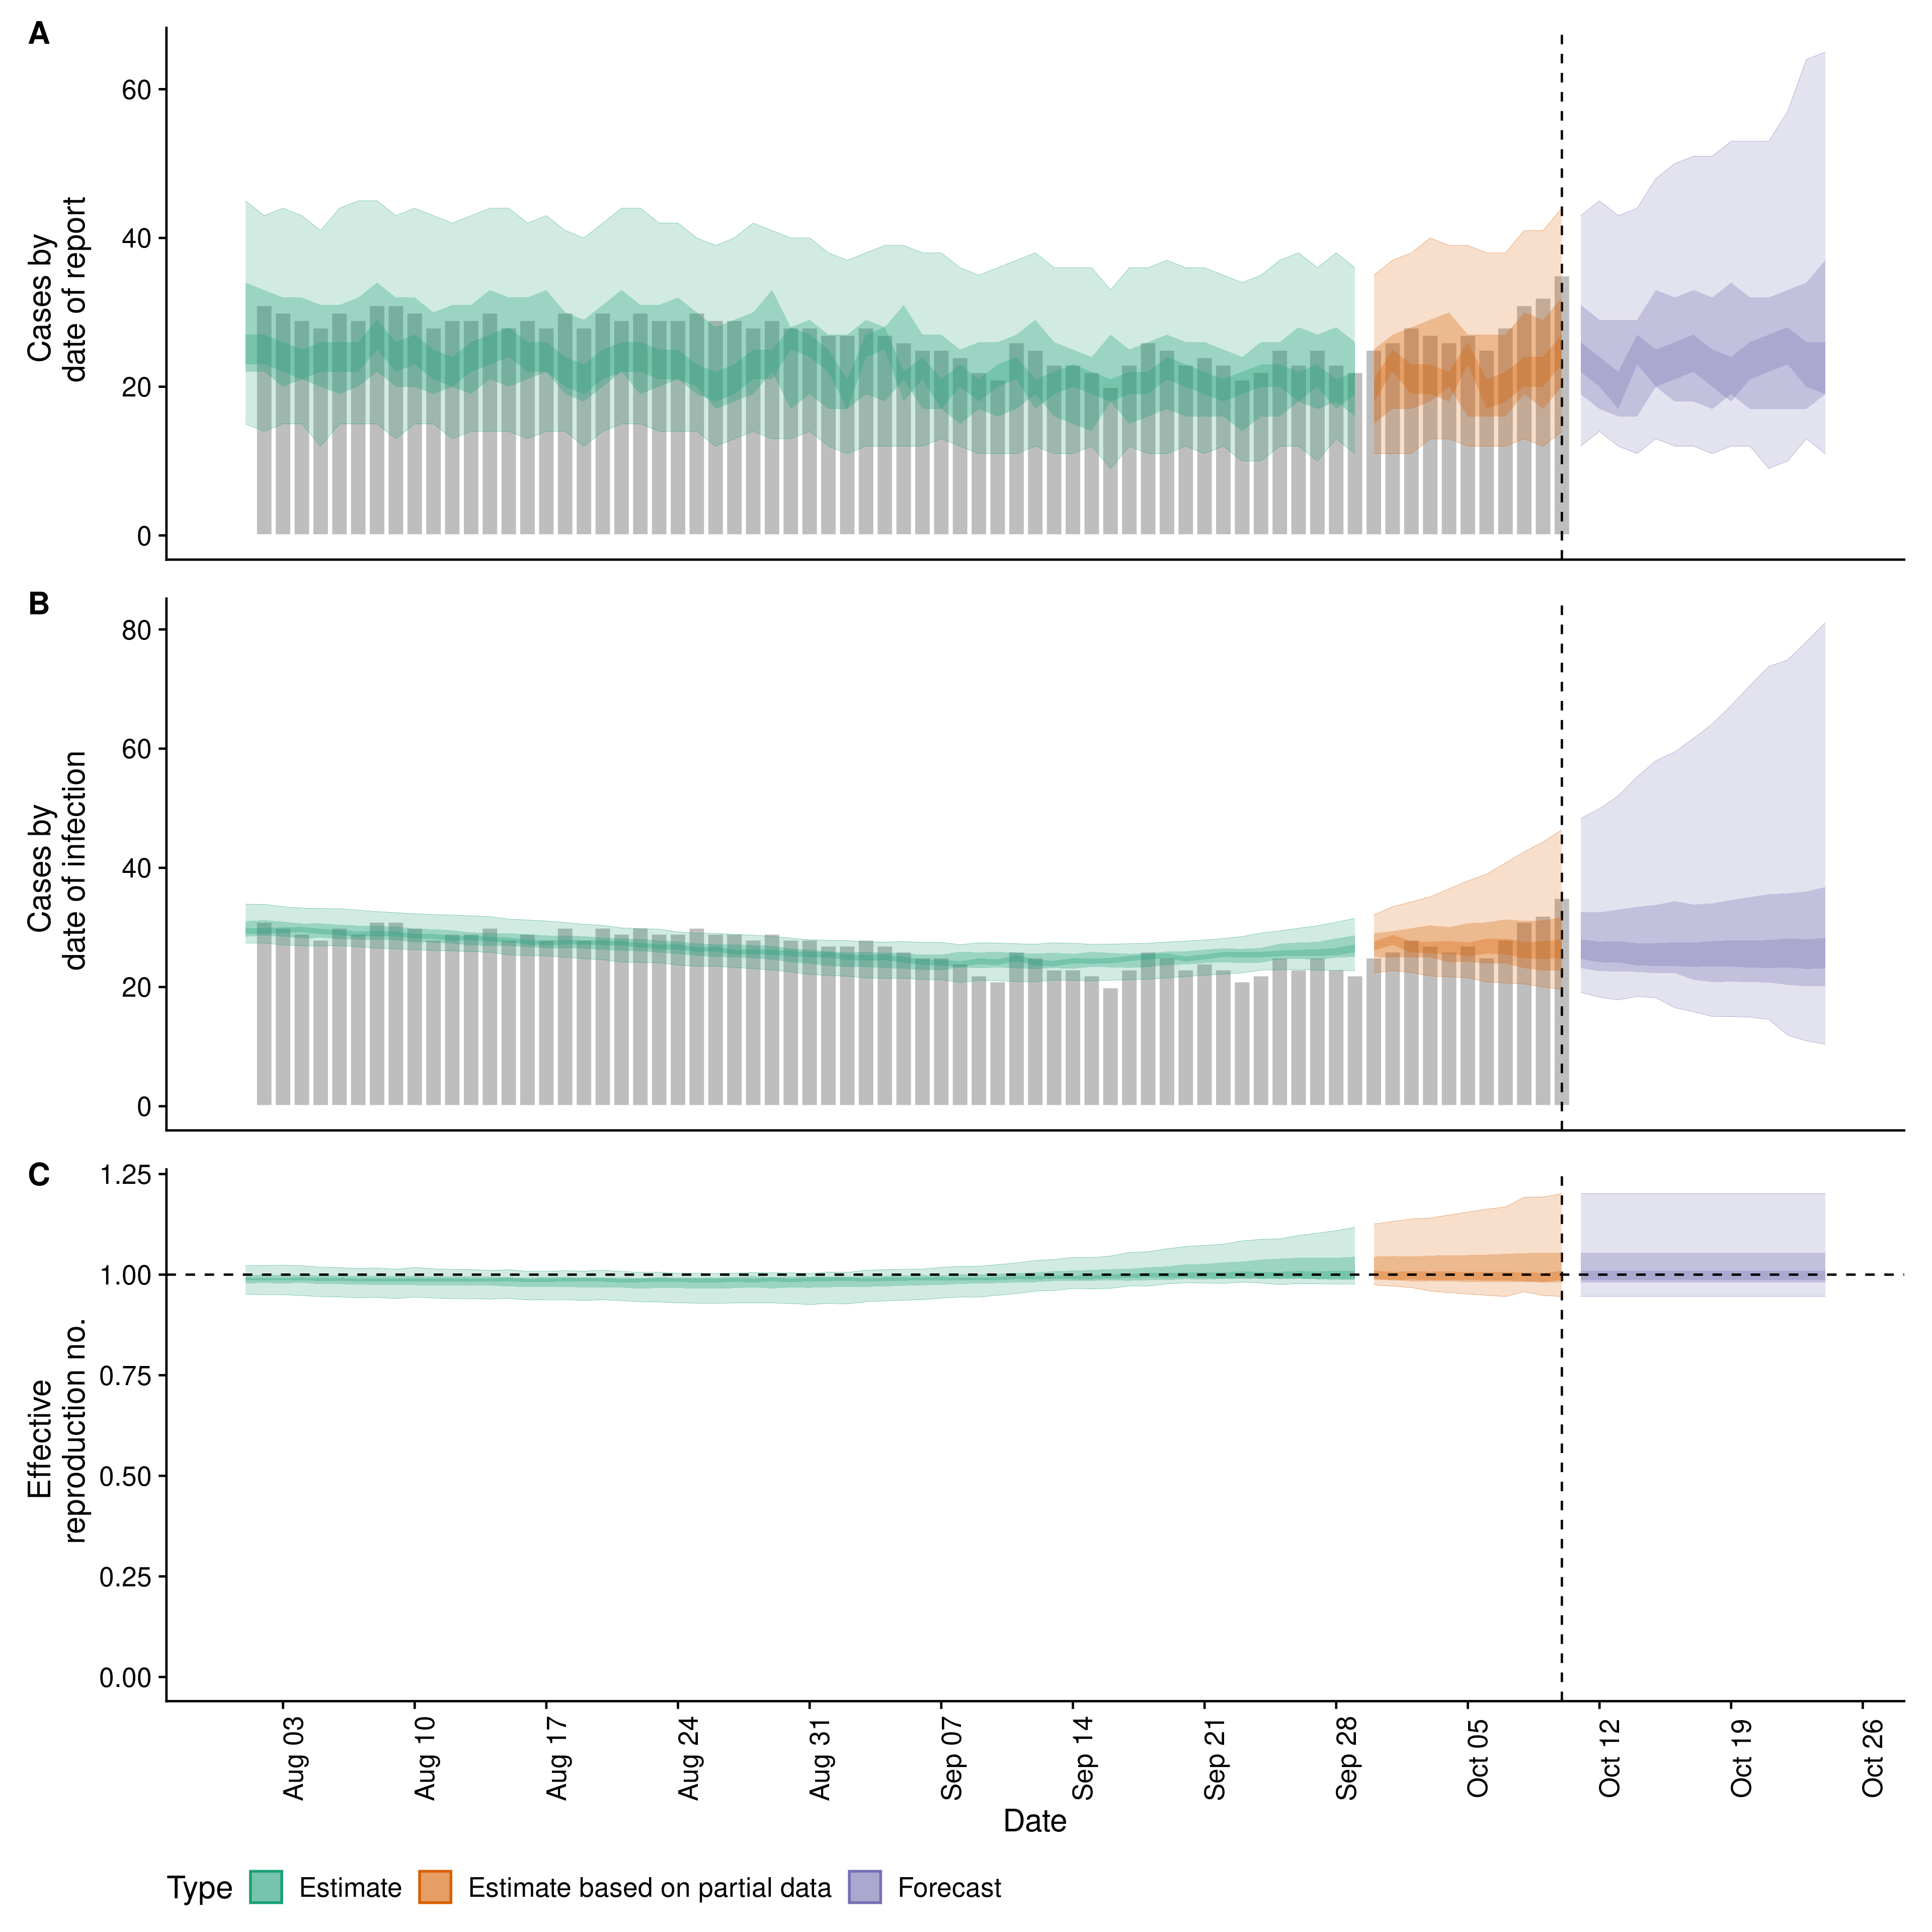 A
60
40
20
0
Cases by
date of report
B
80
60
40
20
0
Cases by
date of infection
C
1.25
1.00
0.75
0.50
0.25
0.00
Effective
reproduction no.
Aug 03
Aug 10
Aug 17
Aug 24
Aug 31
Sep 07
Sep 14
Sep 21
Sep 28
Oct 05
Oct 12
Oct 19
Oct 26
Date
Type Estimate Estimate based on partial data Forecast